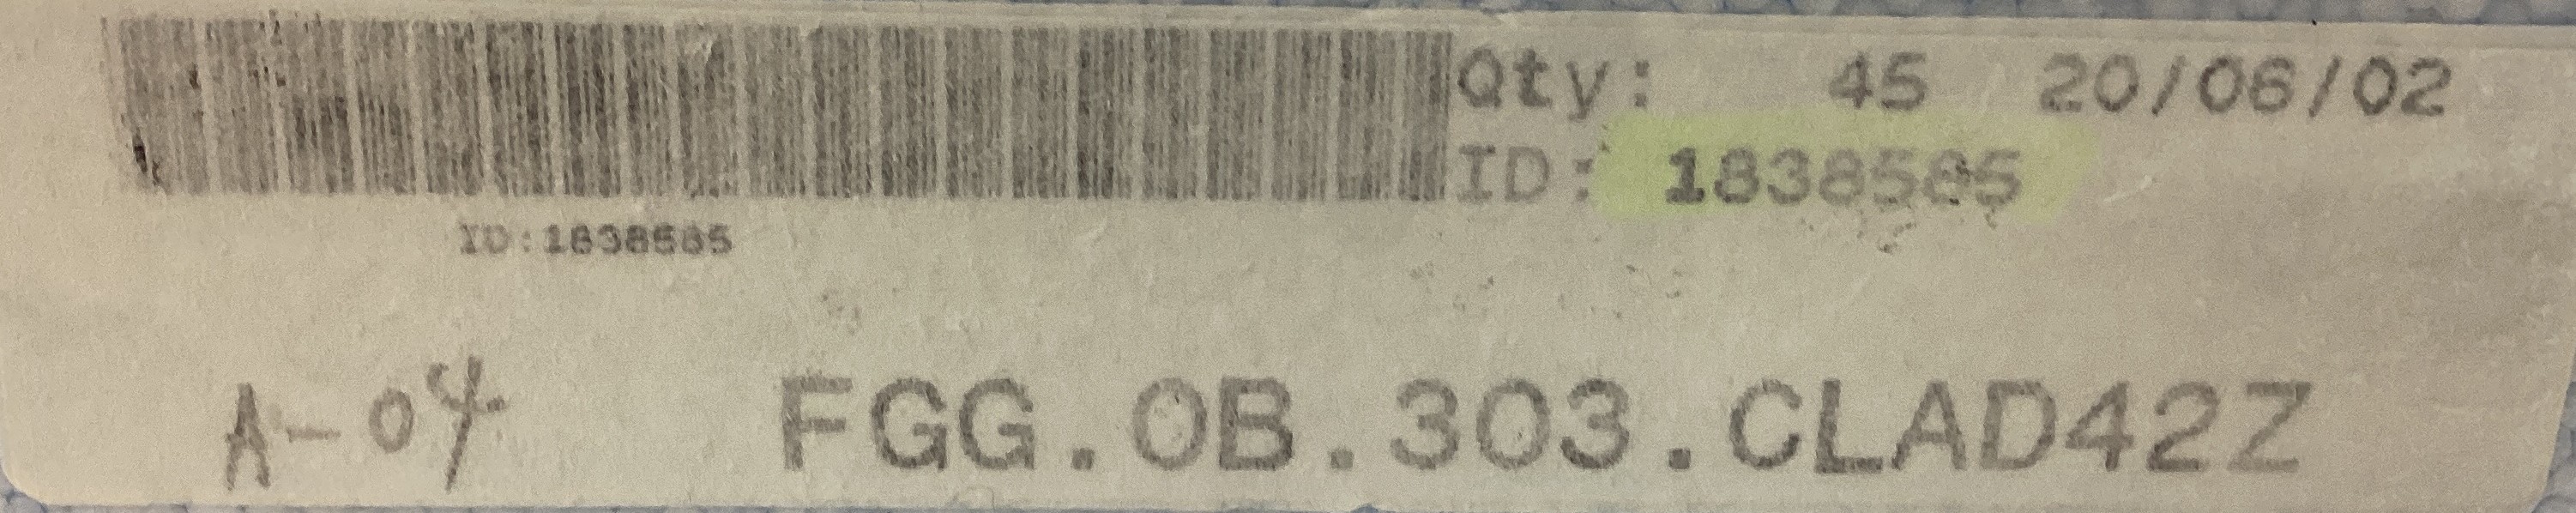 Qty: 45 20/06/02
ID: 1838585
ID:1838585
A-04 FGG.0B.303.CLAD42Z